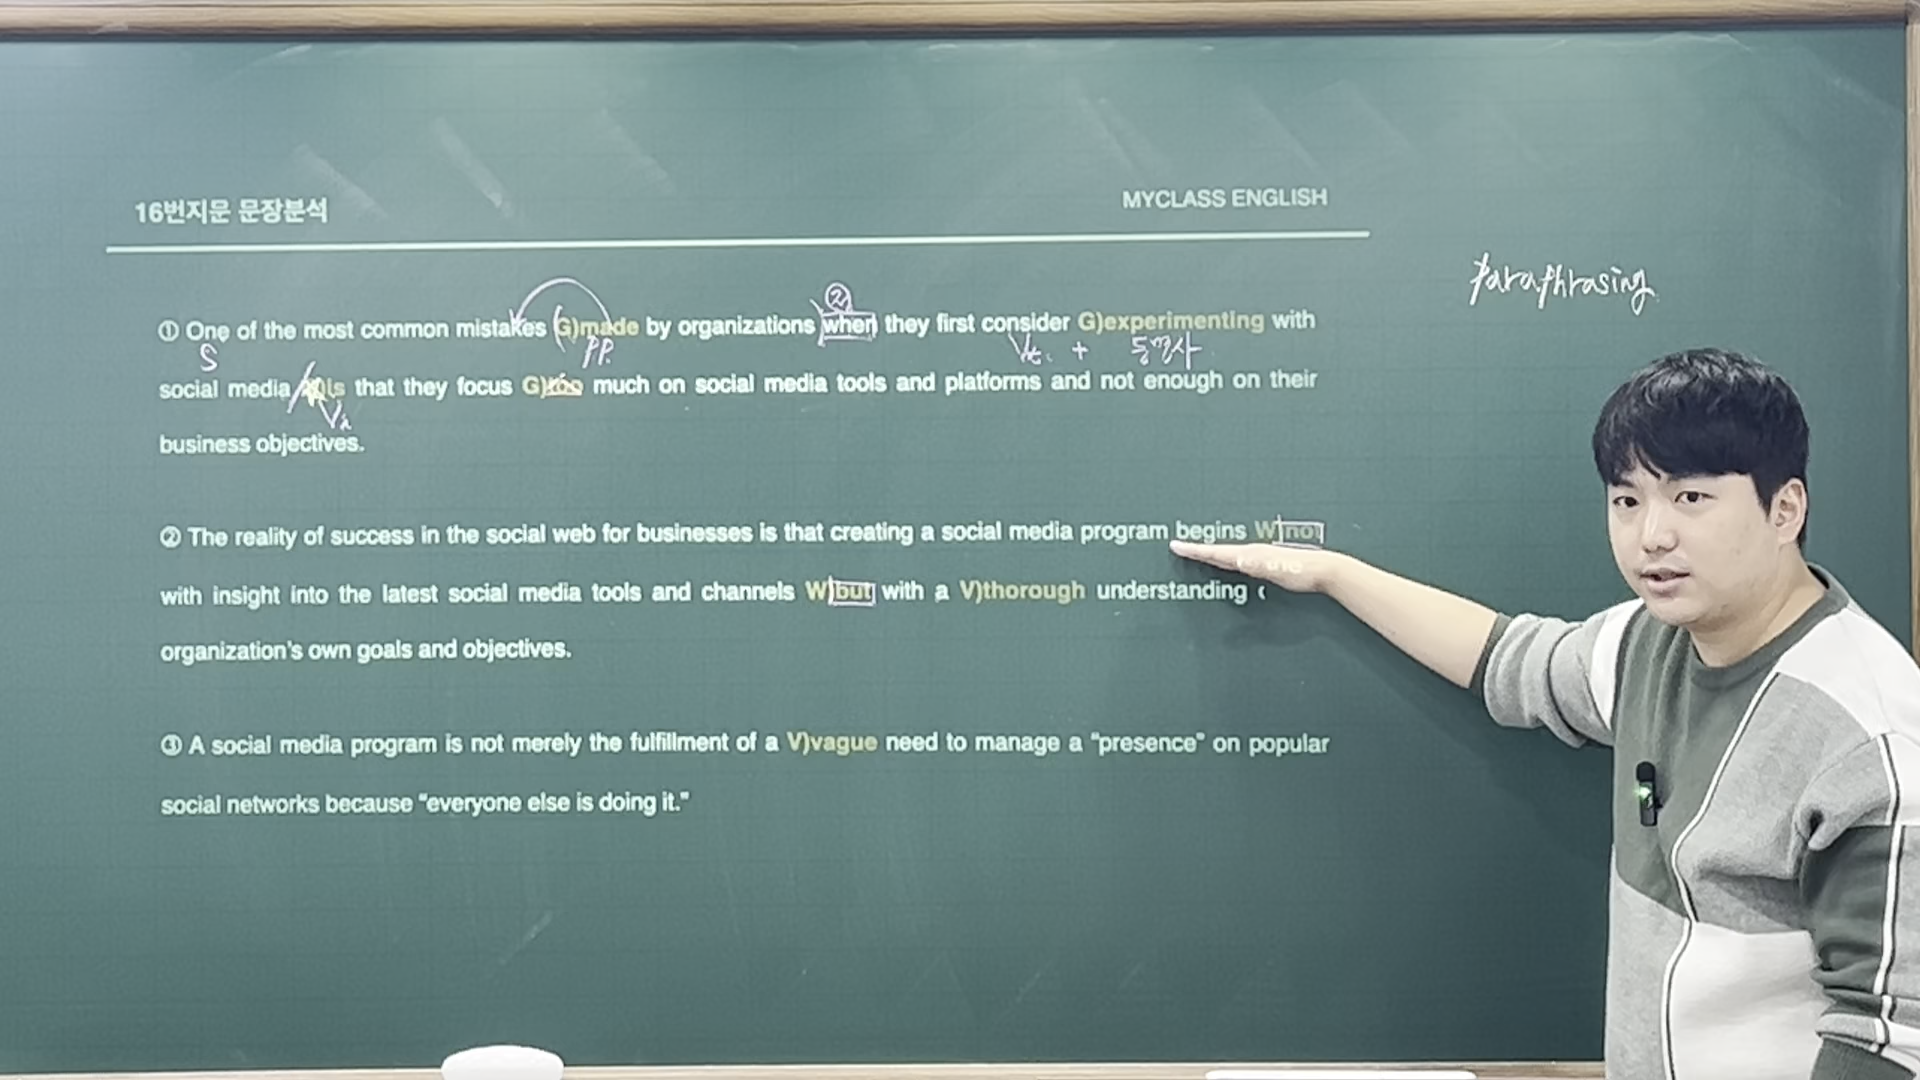 16번지문 문장분석
MYCLASS ENGLISH
paraphrasing
②
① One of the most common mistakes G)made by organizations when they first consider G)experimenting with
S P.P. Vt. + 동명사
social media is that they focus G)too much on social media tools and platforms and not enough on their
business objectives.
② The reality of success in the social web for businesses is that creating a social media program begins W)not
with insight into the latest social media tools and channels W)but with a V)thorough understanding the
organization's own goals and objectives.
③ A social media program is not merely the fulfillment of a V)vague need to manage a "presence" on popular
social networks because "everyone else is doing it."